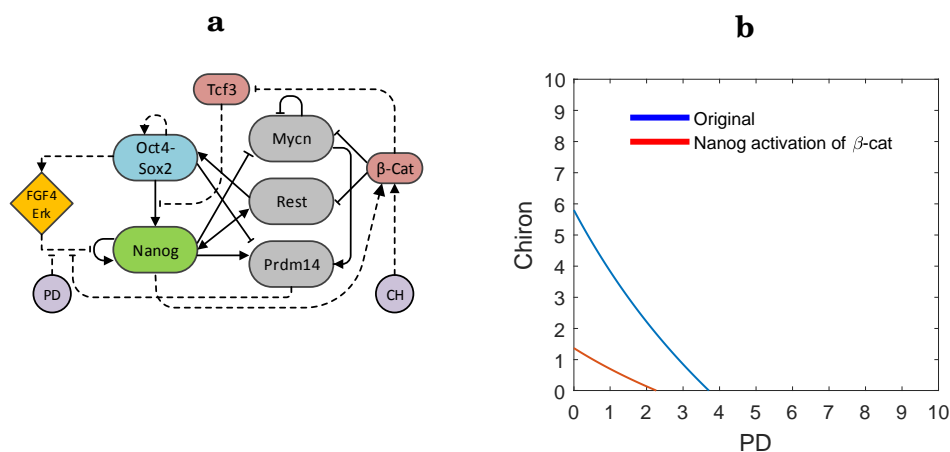 a
Tcf3
Mycn
Oct4-
Sox2
β-Cat
FGF4
Erk
Rest
Nanog
Prdm14
PD
CH
b
10
9
8
7
6
5
4
3
2
1
0
Chiron
Original
Nanog activation of β-cat
0 1 2 3 4 5 6 7 8 9 10
PD